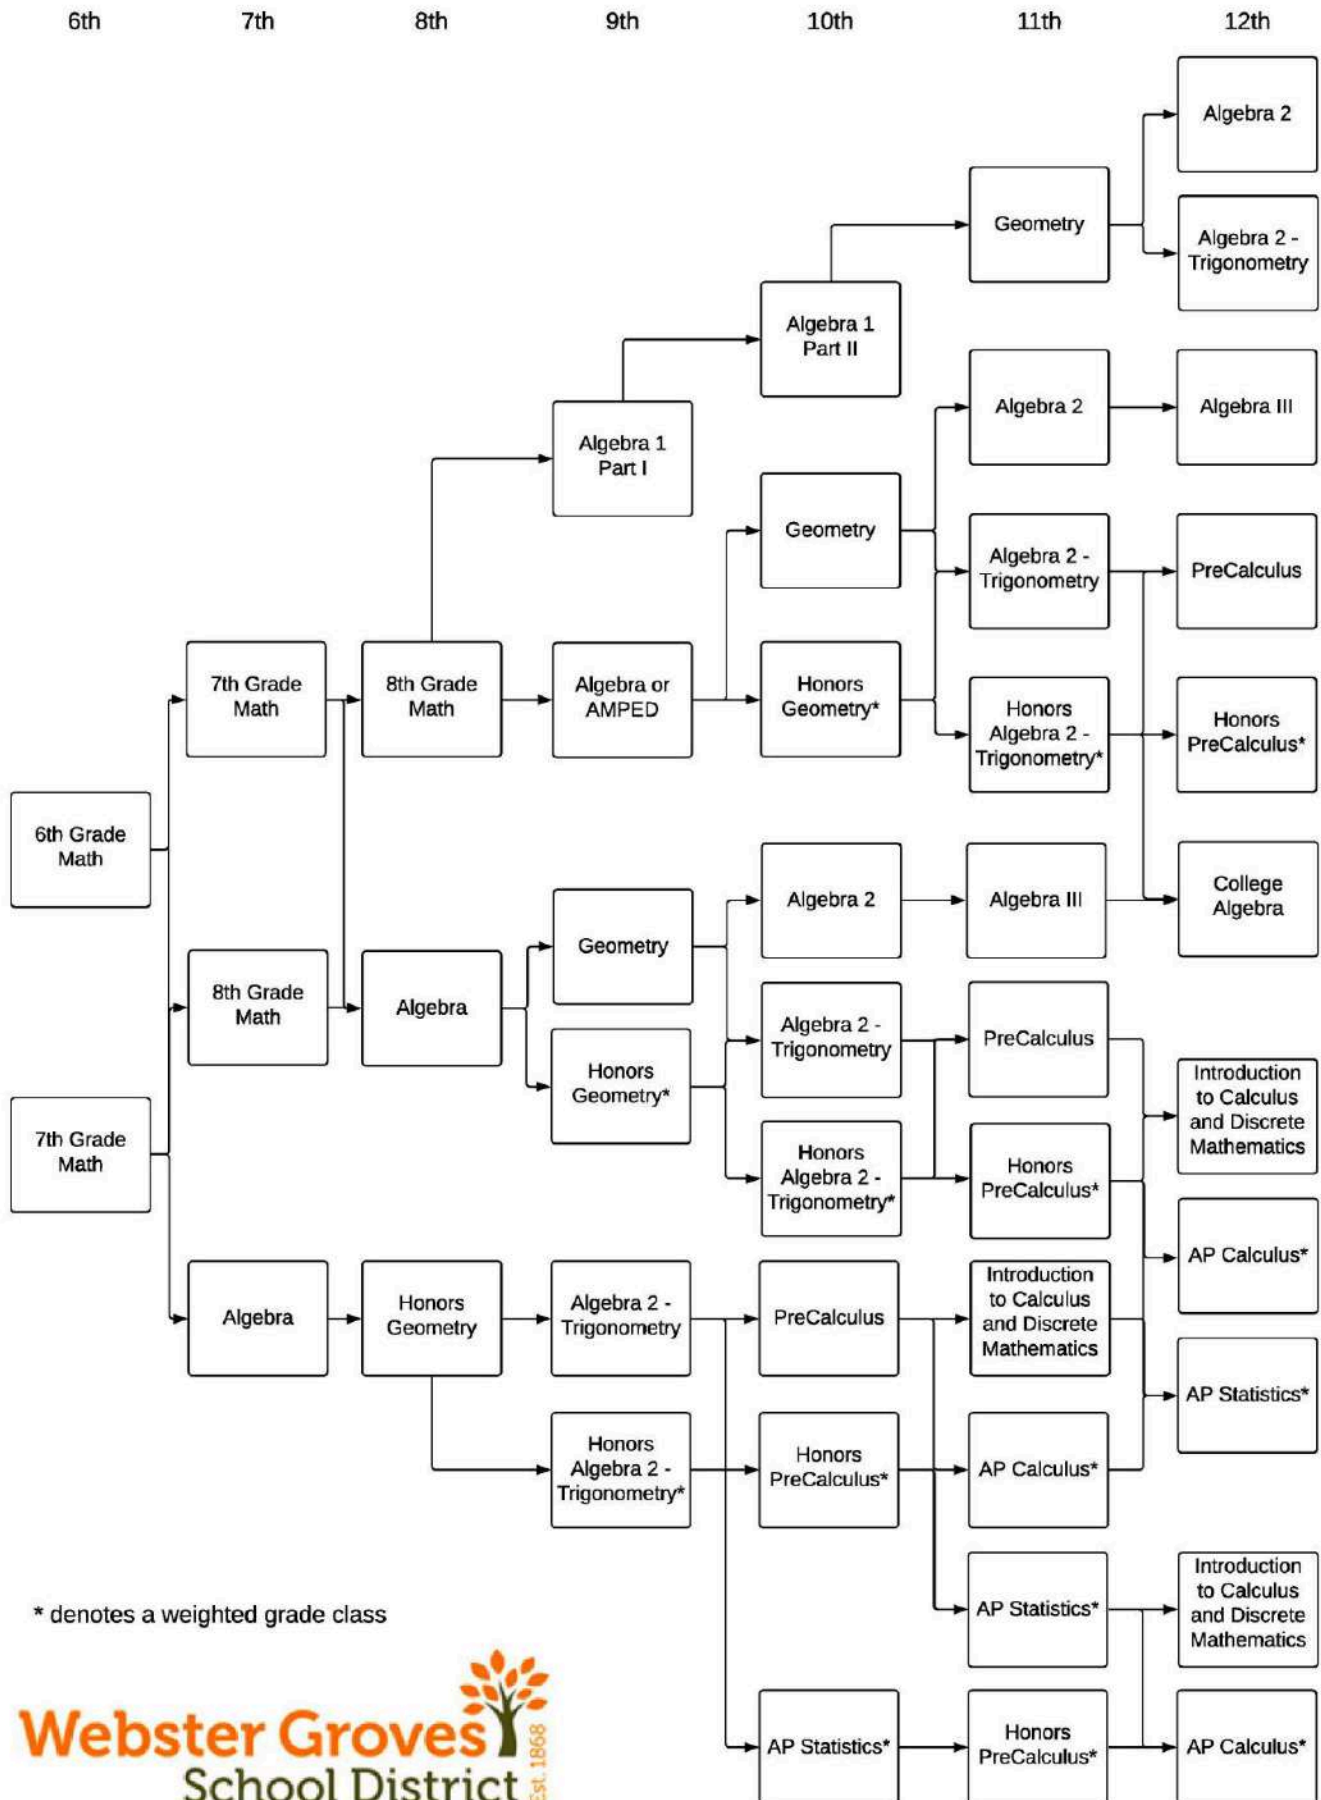 6th 7th 8th 9th 10th 11th 12th
Algebra 2
Geometry
Algebra 2 -
Trigonometry
Algebra 1
Part II
Algebra 2
Algebra III
Algebra 1
Part I
Geometry
Algebra 2 -
Trigonometry
PreCalculus
7th Grade
Math
8th Grade
Math
Algebra or
AMPED
Honors
Geometry*
Honors
Algebra 2 -
Trigonometry*
Honors
PreCalculus*
6th Grade
Math
Algebra 2
Algebra III
College
Algebra
Geometry
8th Grade
Math
Algebra
Algebra 2 -
Trigonometry
PreCalculus
Honors
Geometry*
Introduction
to Calculus
and Discrete
Mathematics
7th Grade
Math
Honors
Algebra 2 -
Trigonometry*
Honors
PreCalculus*
AP Calculus*
Algebra
Honors
Geometry
Algebra 2 -
Trigonometry
PreCalculus
Introduction
to Calculus
and Discrete
Mathematics
AP Statistics*
Honors
Algebra 2 -
Trigonometry*
Honors
PreCalculus*
AP Calculus*
* denotes a weighted grade class
AP Statistics*
Introduction
to Calculus
and Discrete
Mathematics
AP Statistics*
Honors
PreCalculus*
AP Calculus*
Webster Groves
School District
Est. 1868